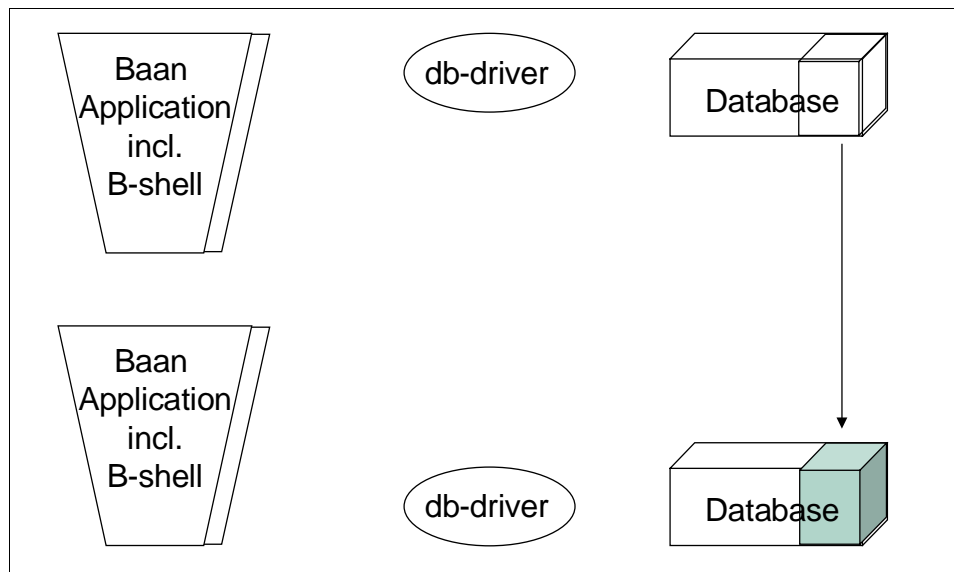 Baan
Application
incl.
B-shell
db-driver
Database
Baan
Application
incl.
B-shell
db-driver
Database